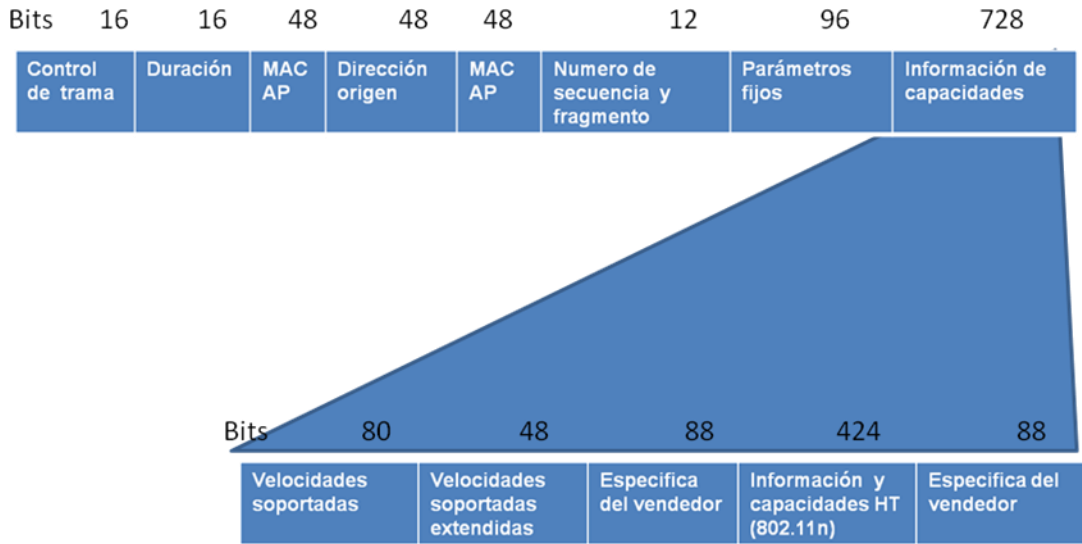 Bits 16 16 48 48 48 12 96 728
Control de trama
Duración
MAC AP
Dirección origen
MAC AP
Numero de secuencia y fragmento
Parámetros fijos
Información de capacidades
Bits 80 48 88 424 88
Velocidades soportadas
Velocidades soportadas extendidas
Especifica del vendedor
Información y capacidades HT (802.11n)
Especifica del vendedor